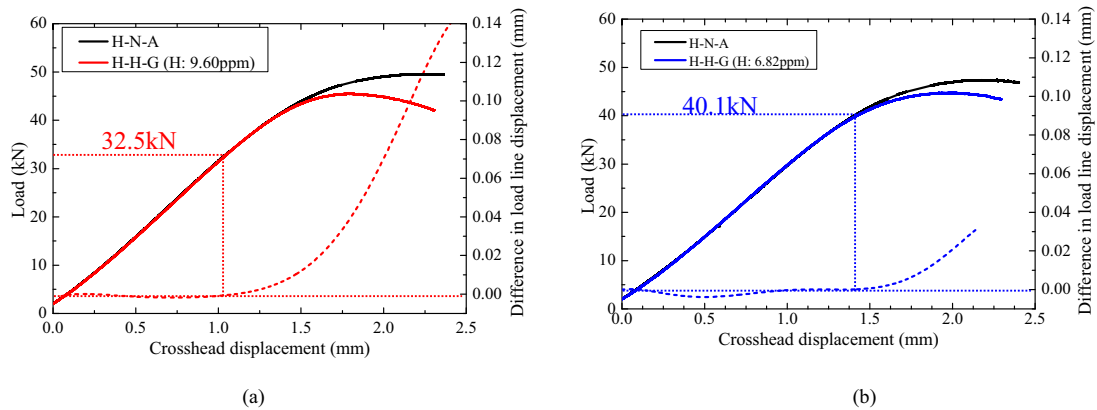 H-N-A
H-H-G (H: 9.60ppm)
32.5kN
Load (kN)
60
50
40
30
20
10
0
0.0 0.5 1.0 1.5 2.0 2.5
Crosshead displacement (mm)
0.14
0.12
0.10
0.08
0.06
0.04
0.02
0.00
Difference in load line displacement (mm)
(a)
H-N-A
H-H-G (H: 6.82ppm)
40.1kN
Load (kN)
60
50
40
30
20
10
0
0.0 0.5 1.0 1.5 2.0 2.5
Crosshead displacement (mm)
0.14
0.12
0.10
0.08
0.06
0.04
0.02
0.00
Difference in load line displacement (mm)
(b)